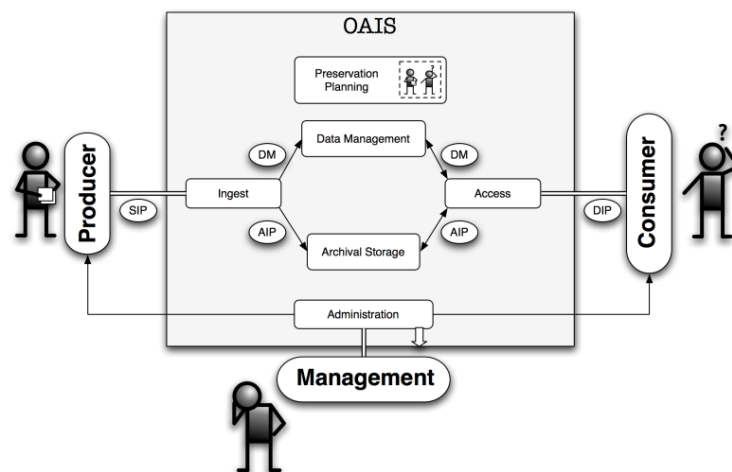 OAIS
Preservation
Planning
?
Data Management
DM
DM
?
Producer
SIP
Ingest
Access
DIP
Consumer
AIP
AIP
Archival Storage
Administration
Management